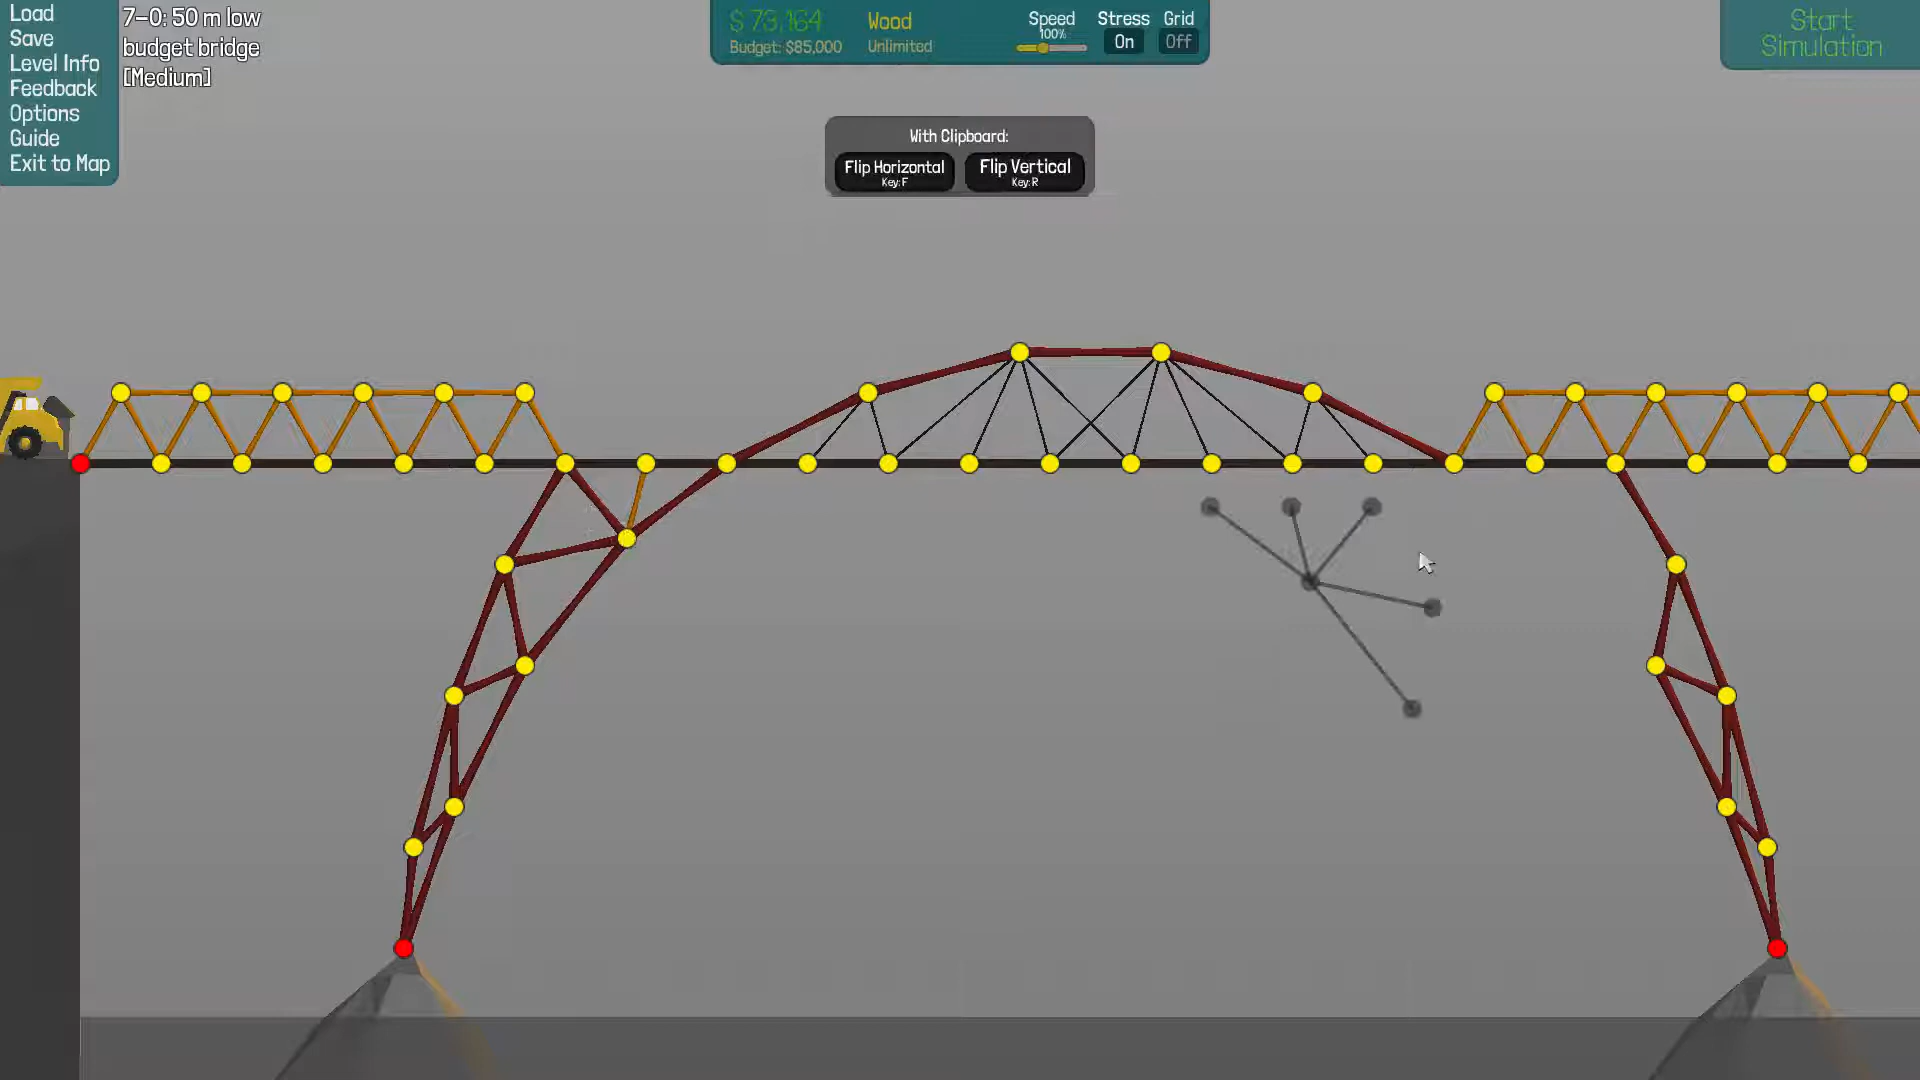 Load
Save
Level Info
Feedback
Options
Guide
Exit to Map
7-0: 50 m low
budget bridge
[Medium]
$ 79,164
Budget: $85,000
Wood
Unlimited
Speed
100%
Stress
On
Grid
Off
Start
Simulation
With Clipboard:
Flip Horizontal
Key: F
Flip Vertical
Key: R